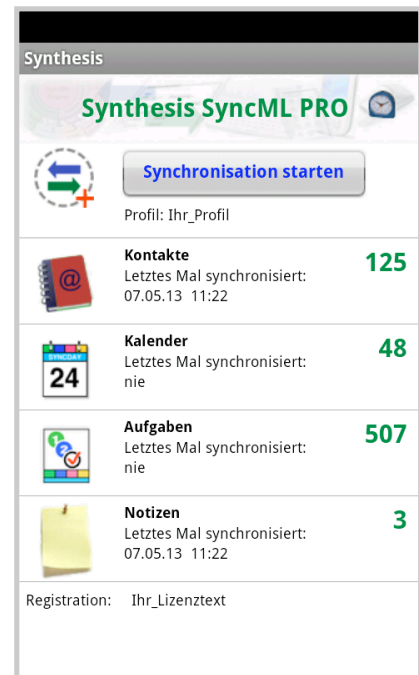 Synthesis
Synthesis SyncML PRO
Synchronisation starten
Profil: Ihr_Profil
Kontakte
Letztes Mal synchronisiert:
07.05.13 11:22
125
Kalender
Letztes Mal synchronisiert:
nie
48
SYNCDAY
24
Aufgaben
Letztes Mal synchronisiert:
nie
507
1
2
Notizen
Letztes Mal synchronisiert:
07.05.13 11:22
3
Registration: Ihr_Lizenztext